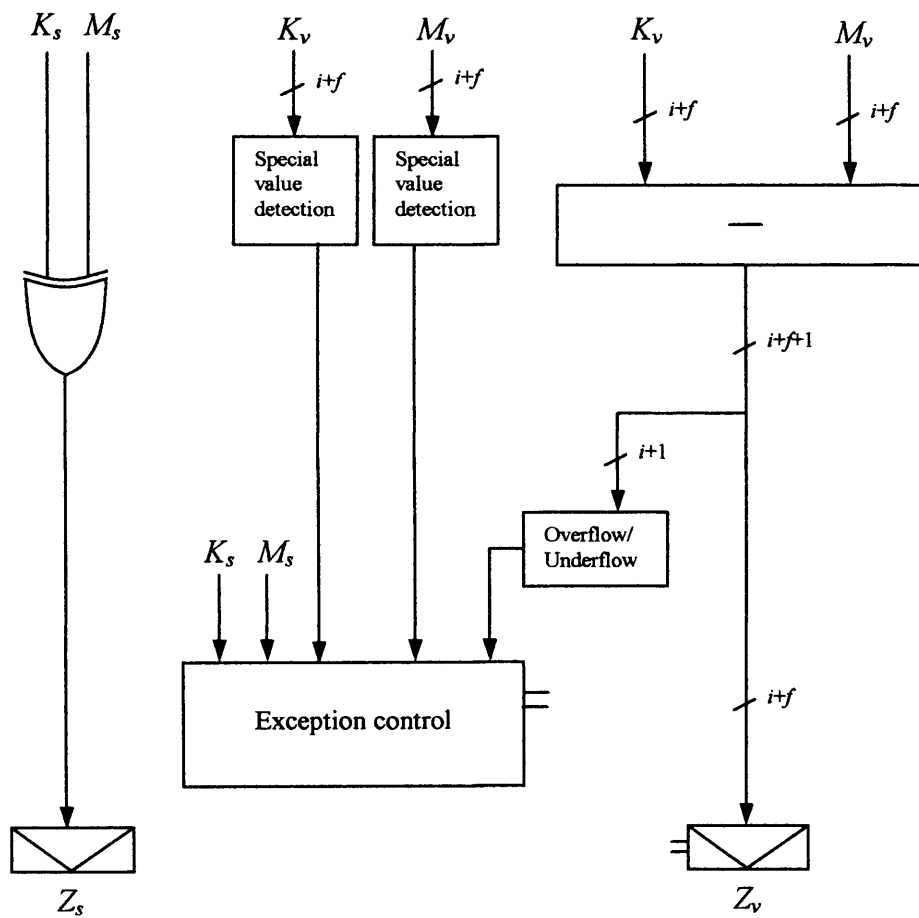 K_s M_s K_v M_v K_v M_v
i+f i+f i+f i+f
Special value detection
Special value detection
—
i+f+1
i+1
Overflow/
Underflow
K_s M_s
Exception control
i+f
Z_s Z_v